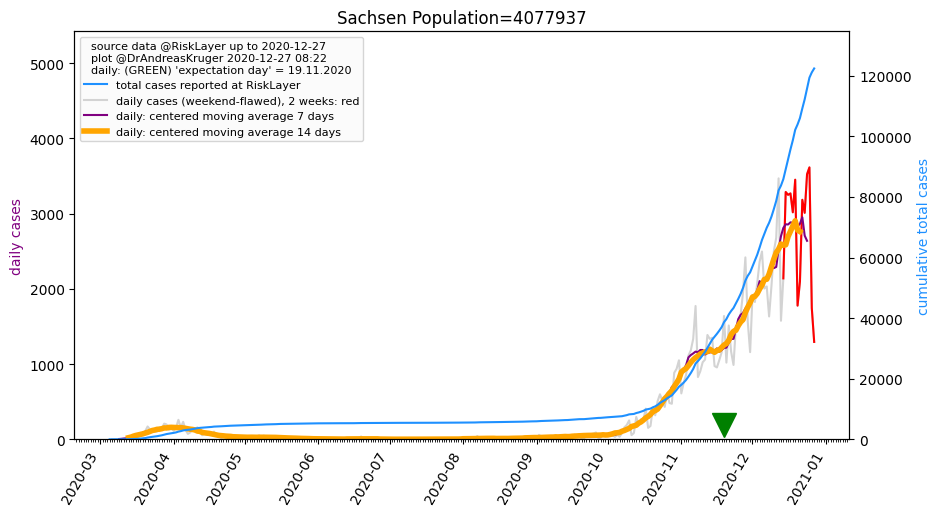 Sachsen Population=4077937
source data @RiskLayer up to 2020-12-27
plot @DrAndreasKruger 2020-12-27 08:22
daily: (GREEN) 'expectation day' = 19.11.2020
total cases reported at RiskLayer
daily cases (weekend-flawed), 2 weeks: red
daily: centered moving average 7 days
daily: centered moving average 14 days
daily cases
5000
4000
3000
2000
1000
0
120000
100000
80000
60000
40000
20000
0
cumulative total cases
2020-03
2020-04
2020-05
2020-06
2020-07
2020-08
2020-09
2020-10
2020-11
2020-12
2021-01